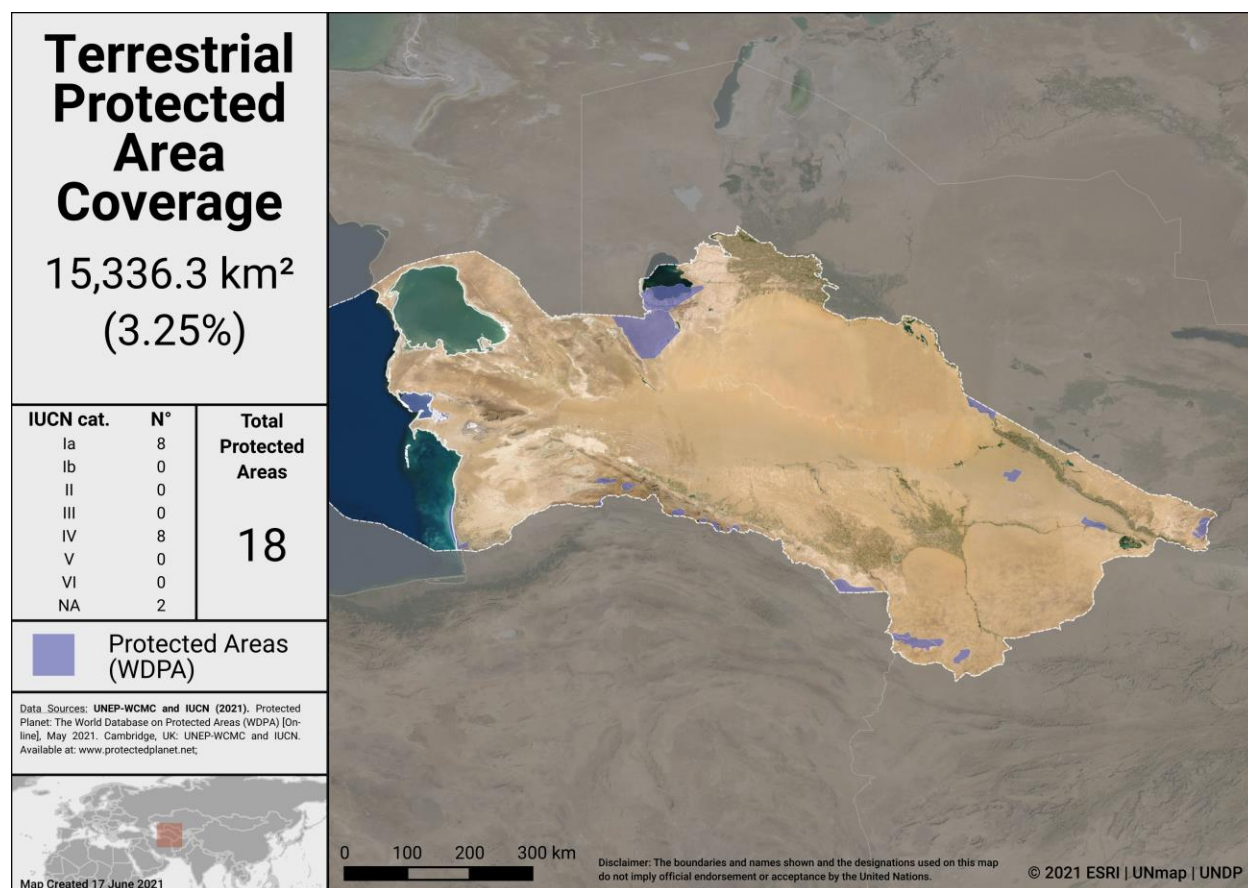 Terrestrial
Protected
Area
Coverage
15,336.3 km²
(3.25%)
IUCN cat. N°
Ia 8
Ib 0
II 0
III 0
IV 8
V 0
VI 0
NA 2
Total
Protected
Areas
18
Protected Areas
(WDPA)
Data Sources: UNEP-WCMC and IUCN (2021). Protected
Planet: The World Database on Protected Areas (WDPA) [On-
line], May 2021. Cambridge, UK: UNEP-WCMC and IUCN.
Available at: www.protectedplanet.net;
Map Created 17 June 2021
0 100 200 300 km
Disclaimer: The boundaries and names shown and the designations used on this map
do not imply official endorsement or acceptance by the United Nations.
© 2021 ESRI | UNmap | UNDP